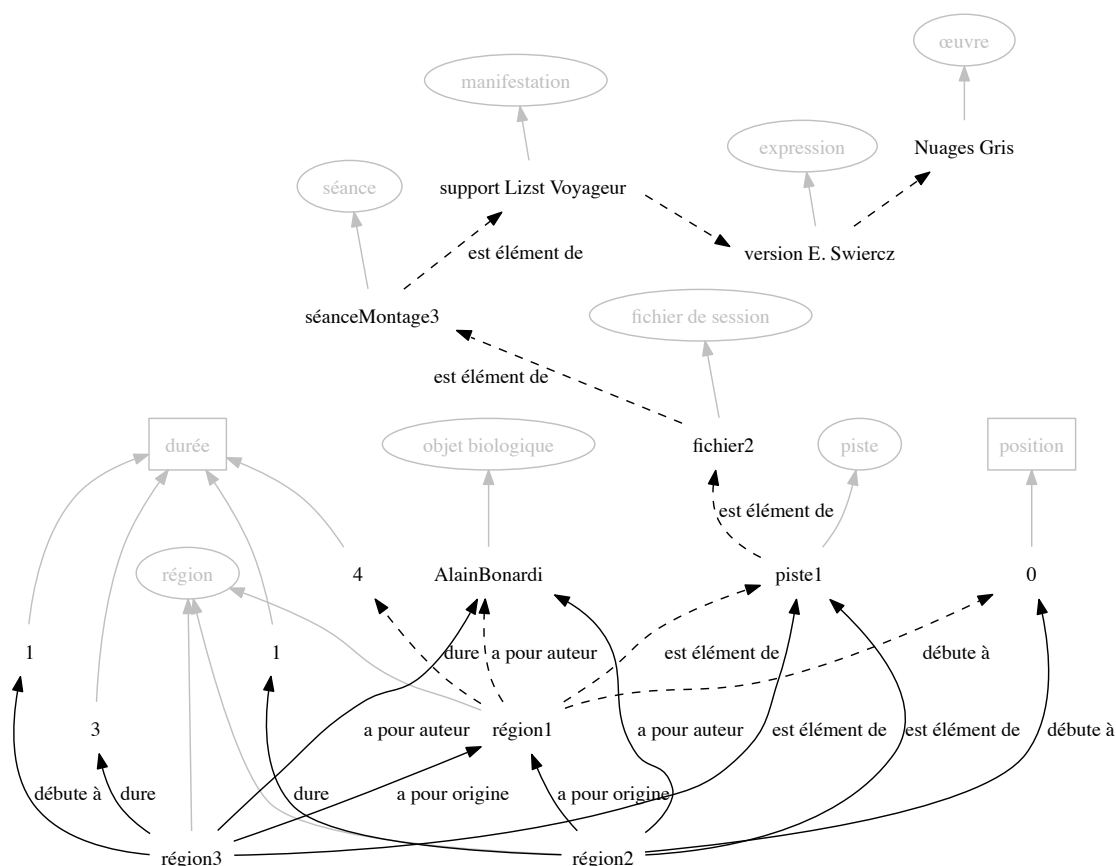 œuvre
manifestation
expression
Nuages Gris
séance
support Lizst Voyageur
est élément de
version E. Swiercz
séanceMontage3
fichier de session
est élément de
durée
objet biologique
fichier2
piste
position
est élément de
région
4
AlainBonardi
piste1
0
1
1
dure
a pour auteur
est élément de
débute à
3
a pour auteur
région1
a pour auteur
est élément de
est élément de
débute à
débute à
dure
dure
a pour origine
a pour origine
région3
région2